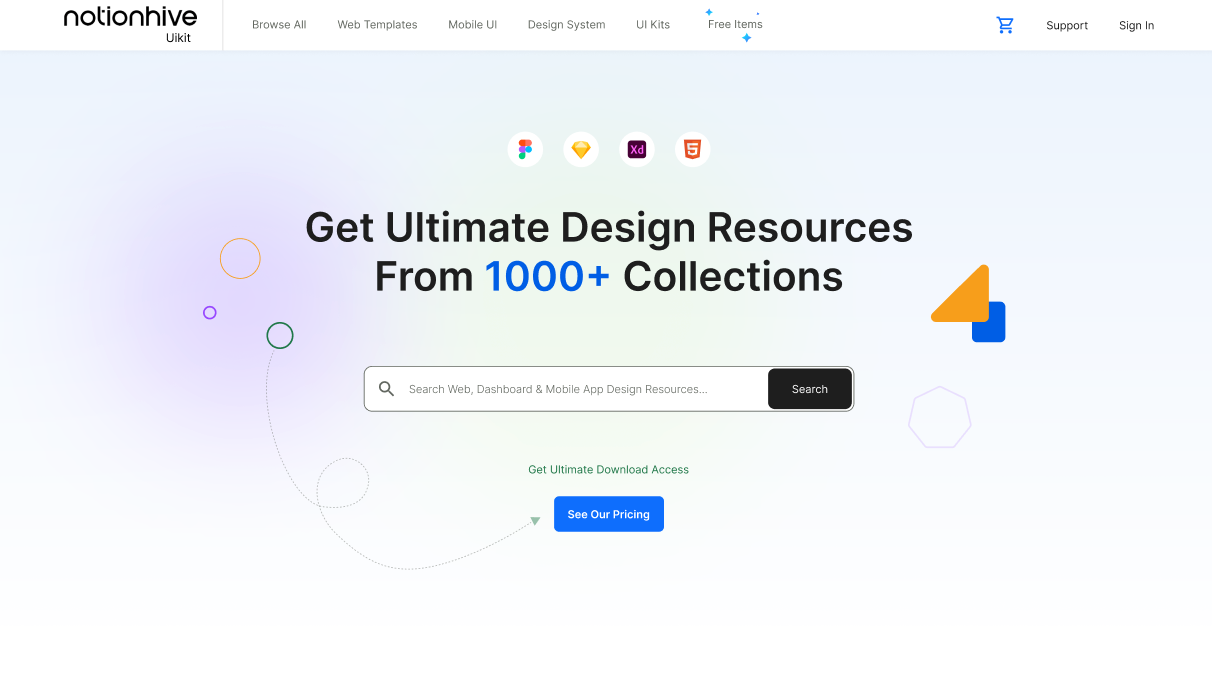 notionhive
Uikit
Browse All
Web Templates
Mobile UI
Design System
UI Kits
Free Items
Support
Sign In
Xd
5
Get Ultimate Design Resources
From 1000+ Collections
Search Web, Dashboard & Mobile App Design Resources...
Search
Get Ultimate Download Access
See Our Pricing